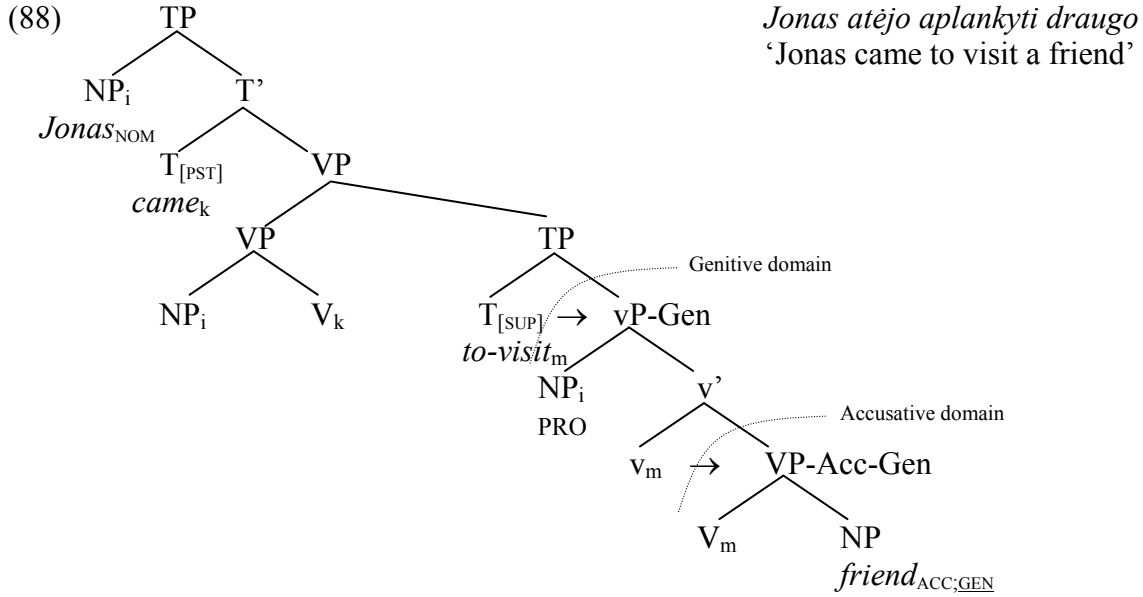 (88) TP Jonas atėjo aplankyti draugo
‘Jonas came to visit a friend’
NPi T’
JonasNOM
T[PST] VP
camek
VP TP
Genitive domain
NPi Vk T[SUP] → vP-Gen
to-visitm
NPi v’
PRO
Accusative domain
vm → VP-Acc-Gen
Vm NP
friendACC;GEN